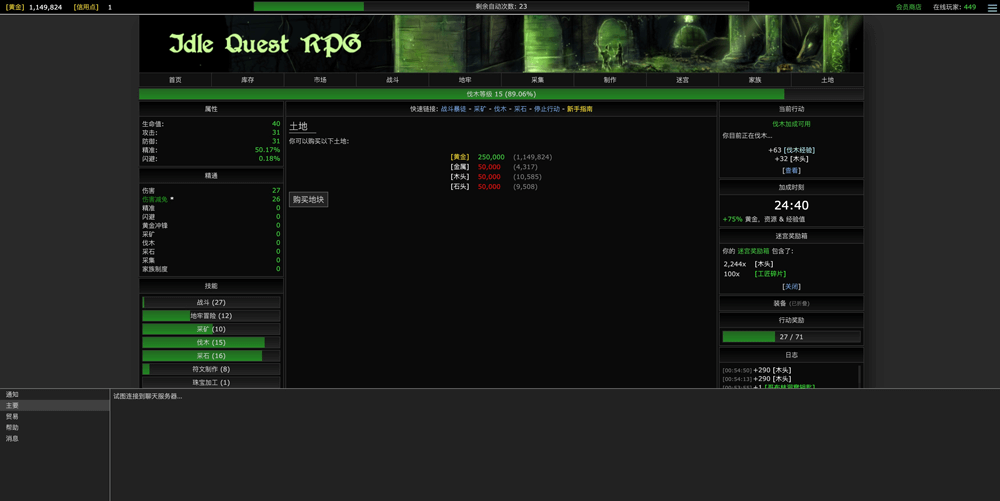 [黄金] 1,149,824 [信用点] 1
剩余自动次数: 23
会员商店 在线玩家: 449
Idle Quest RPG
首页 库存 市场 战斗 地牢 采集 制作 迷宫 家族 土地
伐木等级 15 (89.06%)
属性
生命值: 40
攻击: 31
防御: 31
精准: 50.17%
闪避: 0.18%
精通
伤害 27
伤害减免 * 26
精准 0
闪避 0
黄金冲锋 0
采矿 0
伐木 0
采石 0
采集 0
家族制度 0
技能
战斗 (27)
地牢冒险 (12)
采矿 (10)
伐木 (15)
采石 (16)
符文制作 (8)
珠宝加工 (1)
快速链接: 战斗暴徒 - 采矿 - 伐木 - 采石 - 停止行动 - 新手指南
土地
你可以购买以下土地:
[黄金] 250,000 (1,149,824)
[金属] 50,000 (4,317)
[木头] 50,000 (10,585)
[石头] 50,000 (9,508)
购买地块
当前行动
伐木加成可用
你目前正在伐木...
+63 [伐木经验]
+32 [木头]
[查看]
加成时刻
24:40
+75% 黄金, 资源 & 经验值
迷宫奖励箱
你的 迷宫奖励箱 包含了:
2,244x [木头]
100x [工匠碎片]
[关闭]
装备 (已折叠)
行动奖励
27 / 71
日志
[00:54:50] +290 [木头]
[00:54:13] +290 [木头]
通知
主要
贸易
帮助
消息
试图连接到聊天服务器...